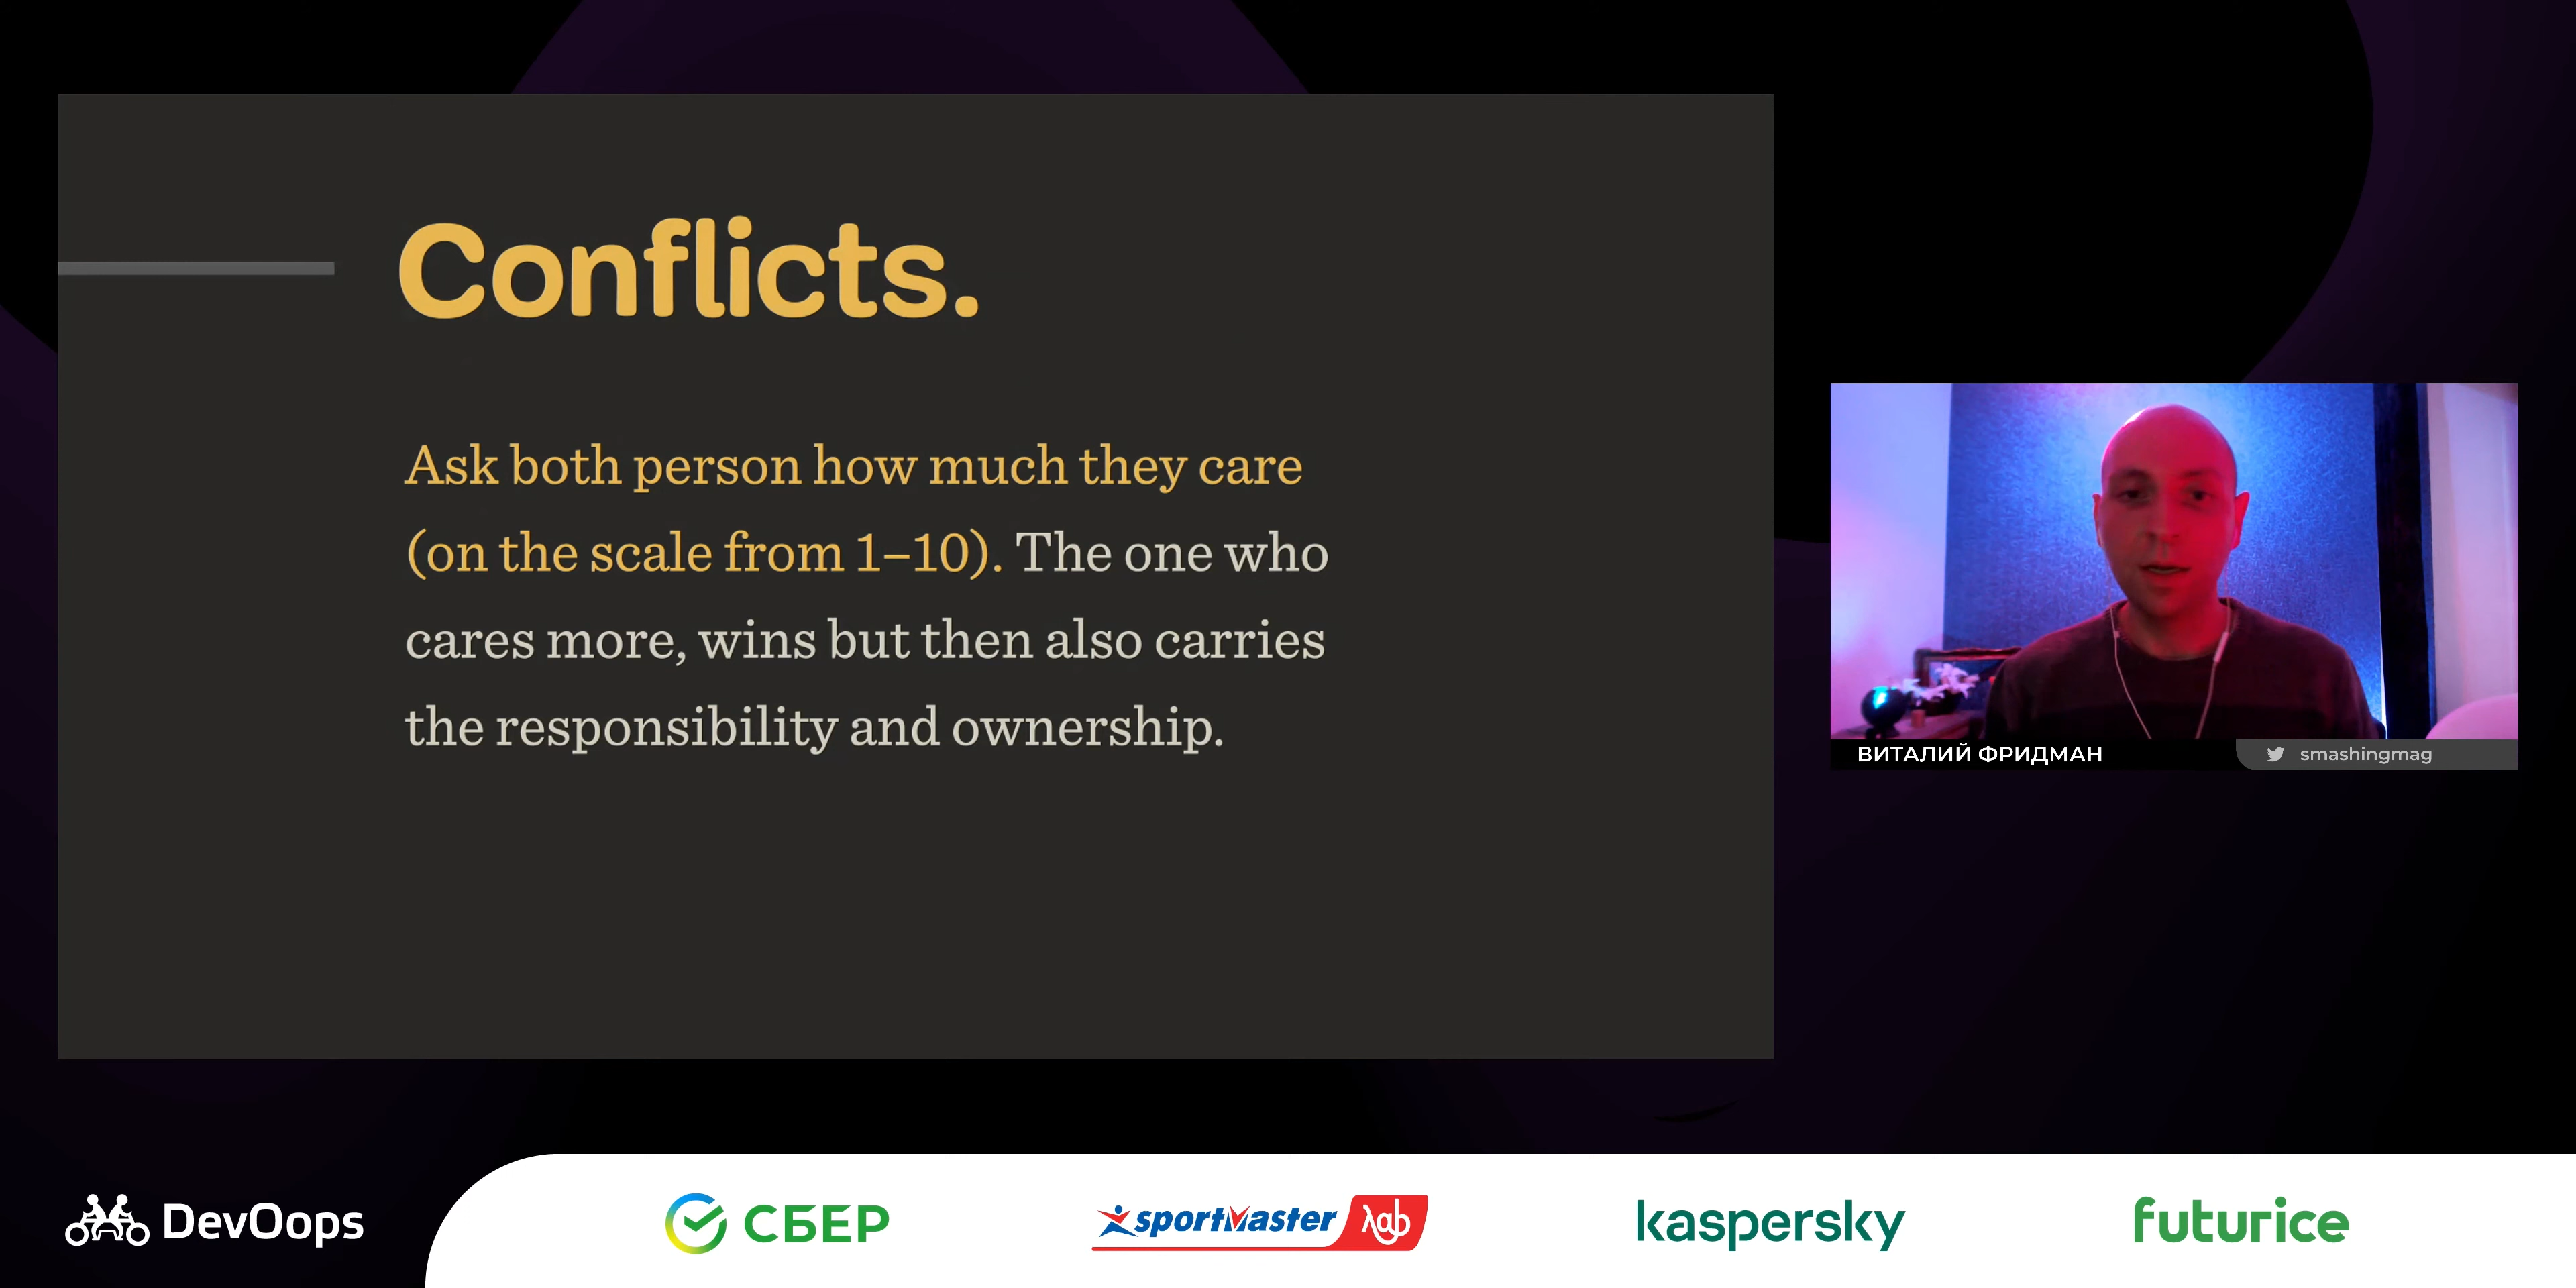 Conflicts.
Ask both person how much they care
(on the scale from 1–10). The one who
cares more, wins but then also carries
the responsibility and ownership.
ВИТАЛИЙ ФРИДМАН
smashingmag
DevOops
СБЕР
sportmaster лаb
kaspersky
futurice